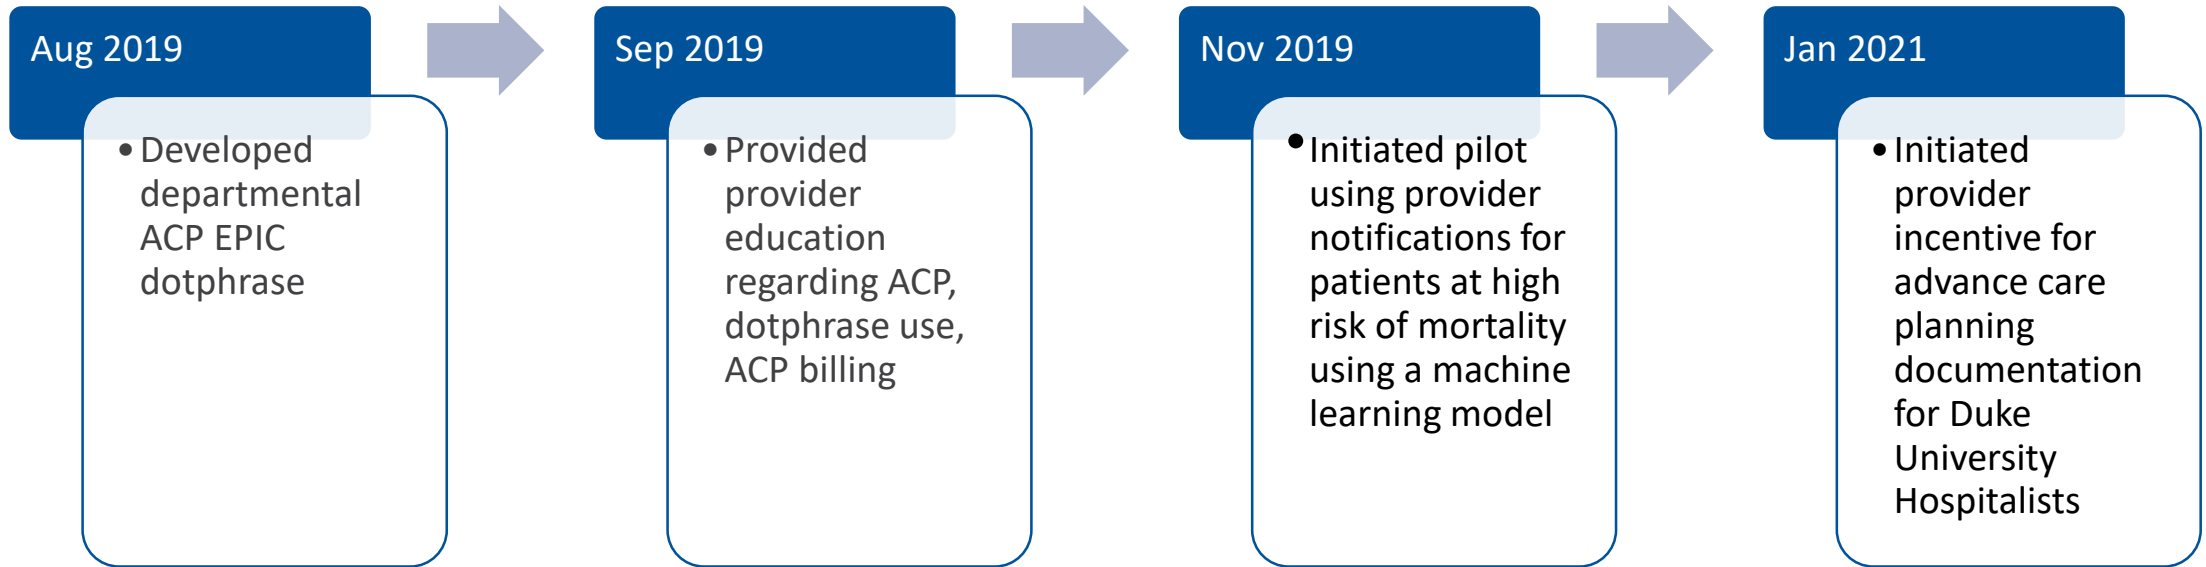 Aug 2019
• Developed
departmental
ACP EPIC
dotphrase
Sep 2019
• Provided
provider
education
regarding ACP,
dotphrase use,
ACP billing
Nov 2019
• Initiated pilot
using provider
notifications for
patients at high
risk of mortality
using a machine
learning model
Jan 2021
• Initiated
provider
incentive for
advance care
planning
documentation
for Duke
University
Hospitalists